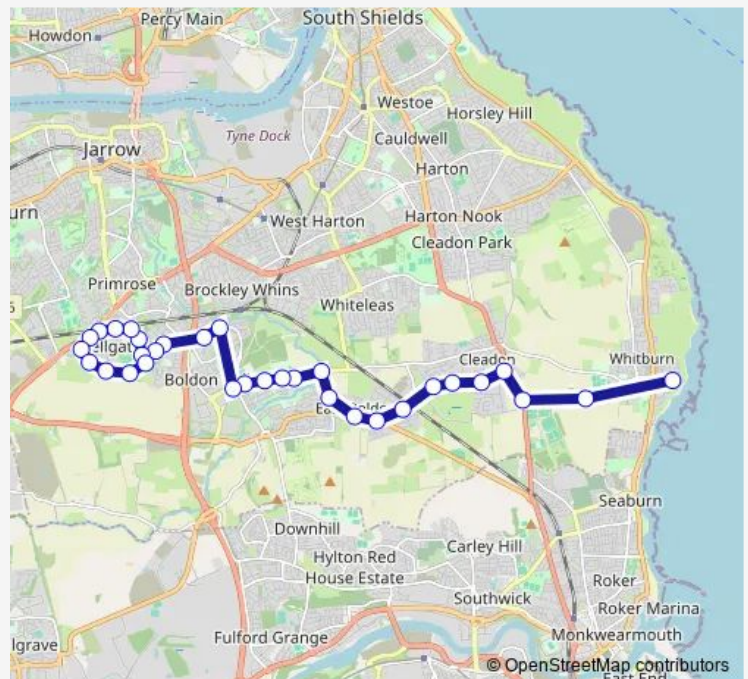 South Shields
Percy Main
Howdon
Westoe
Horsley Hill
Tyne Dock
Cauldwell
Jarrow
Harton
West Harton
Harton Nook
Cleadon Park
Primrose
Brockley Whins
Whiteleas
Cleadon
Whitburn
Boldon
Seaburn
Downhill
Carley Hill
Hylton Red
House Estate
Roker
Southwick
Roker Marina
Fulford Grange
Monkwearmouth
© OpenStreetMap contributors